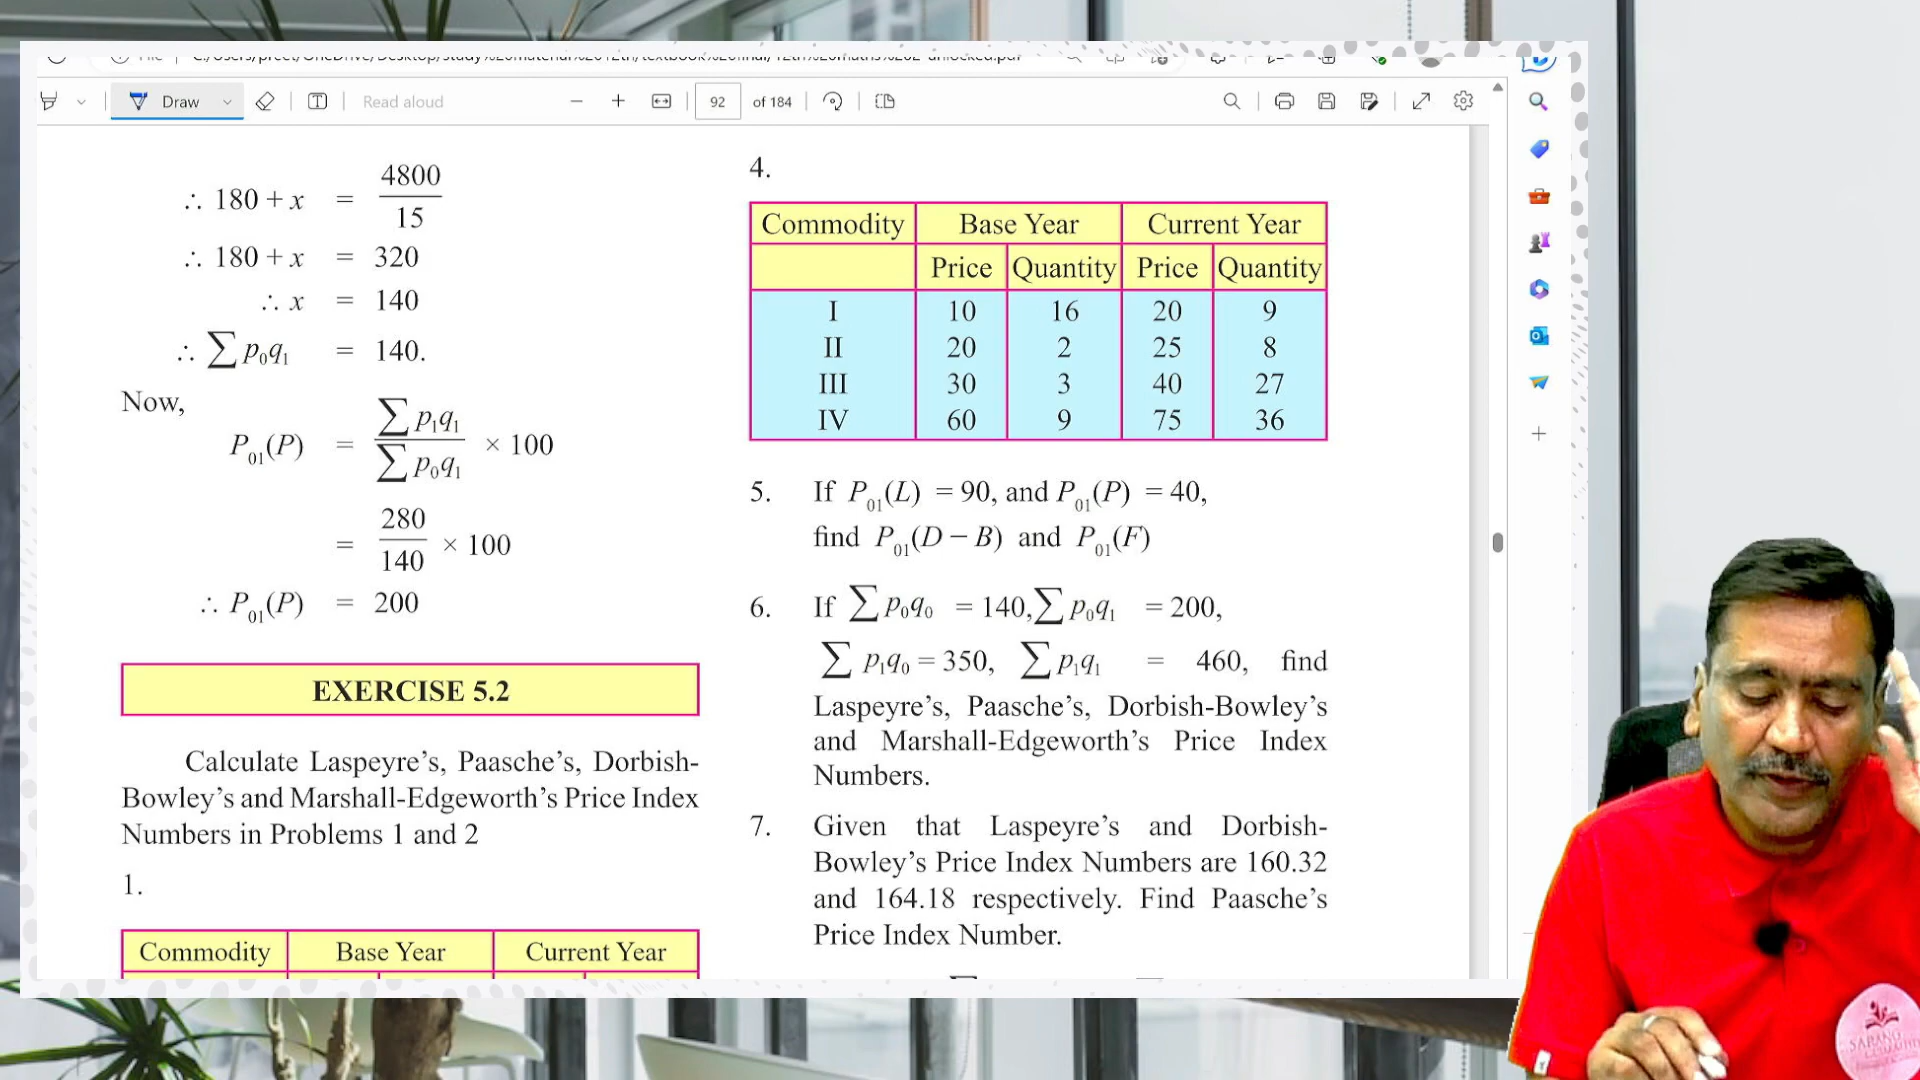 Draw
Read aloud
92 of 184
∴ 180 + x = 4800/15
∴ 180 + x = 320
∴ x = 140
∴ ∑ p₀q₁ = 140.
Now,
P₀₁(P) = ∑ p₁q₁ / ∑ p₀q₁ × 100
= 280/140 × 100
∴ P₀₁(P) = 200
EXERCISE 5.2
Calculate Laspeyre's, Paasche's, Dorbish-
Bowley's and Marshall-Edgeworth's Price Index
Numbers in Problems 1 and 2
1.
Commodity Base Year Current Year
4.
Commodity Base Year Current Year
Price Quantity Price Quantity
I 10 16 20 9
II 20 2 25 8
III 30 3 40 27
IV 60 9 75 36
5. If P₀₁(L) = 90, and P₀₁(P) = 40,
find P₀₁(D – B) and P₀₁(F)
6. If ∑ p₀q₀ = 140, ∑ p₀q₁ = 200,
∑ p₁q₀ = 350, ∑ p₁q₁ = 460, find
Laspeyre's, Paasche's, Dorbish-Bowley's
and Marshall-Edgeworth's Price Index
Numbers.
7. Given that Laspeyre's and Dorbish-
Bowley's Price Index Numbers are 160.32
and 164.18 respectively. Find Paasche's
Price Index Number.